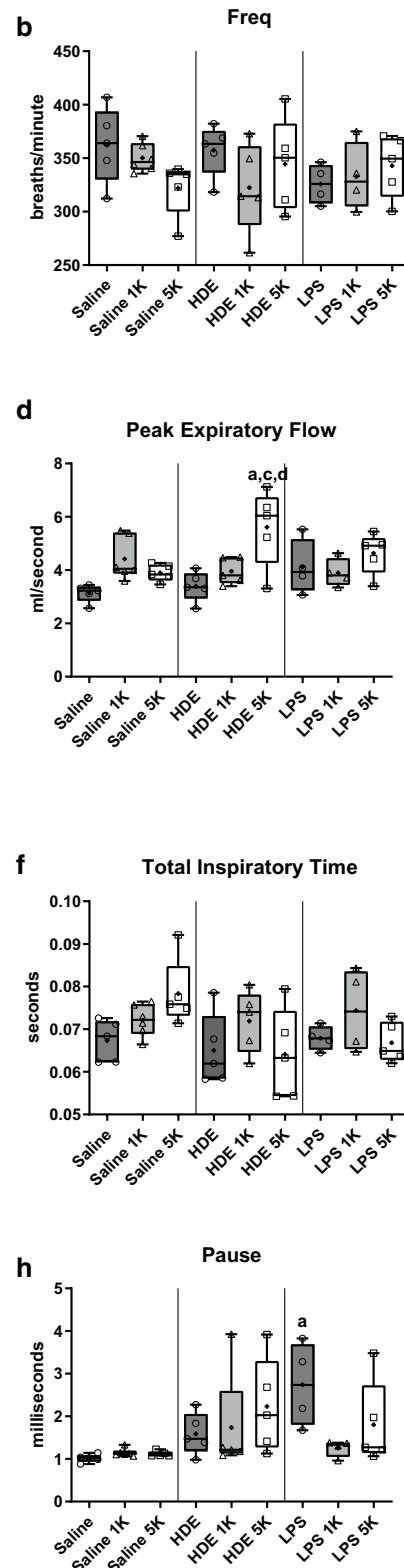 b
Freq
breaths/minute
450
400
350
300
250
Saline
Saline 1K
Saline 5K
HDE
HDE 1K
HDE 5K
LPS
LPS 1K
LPS 5K
d
Peak Expiratory Flow
a,c,d
ml/second
8
6
4
2
0
Saline
Saline 1K
Saline 5K
HDE
HDE 1K
HDE 5K
LPS
LPS 1K
LPS 5K
f
Total Inspiratory Time
seconds
0.10
0.09
0.08
0.07
0.06
0.05
Saline
Saline 1K
Saline 5K
HDE
HDE 1K
HDE 5K
LPS
LPS 1K
LPS 5K
h
Pause
a
milliseconds
5
4
3
2
1
0
Saline
Saline 1K
Saline 5K
HDE
HDE 1K
HDE 5K
LPS
LPS 1K
LPS 5K